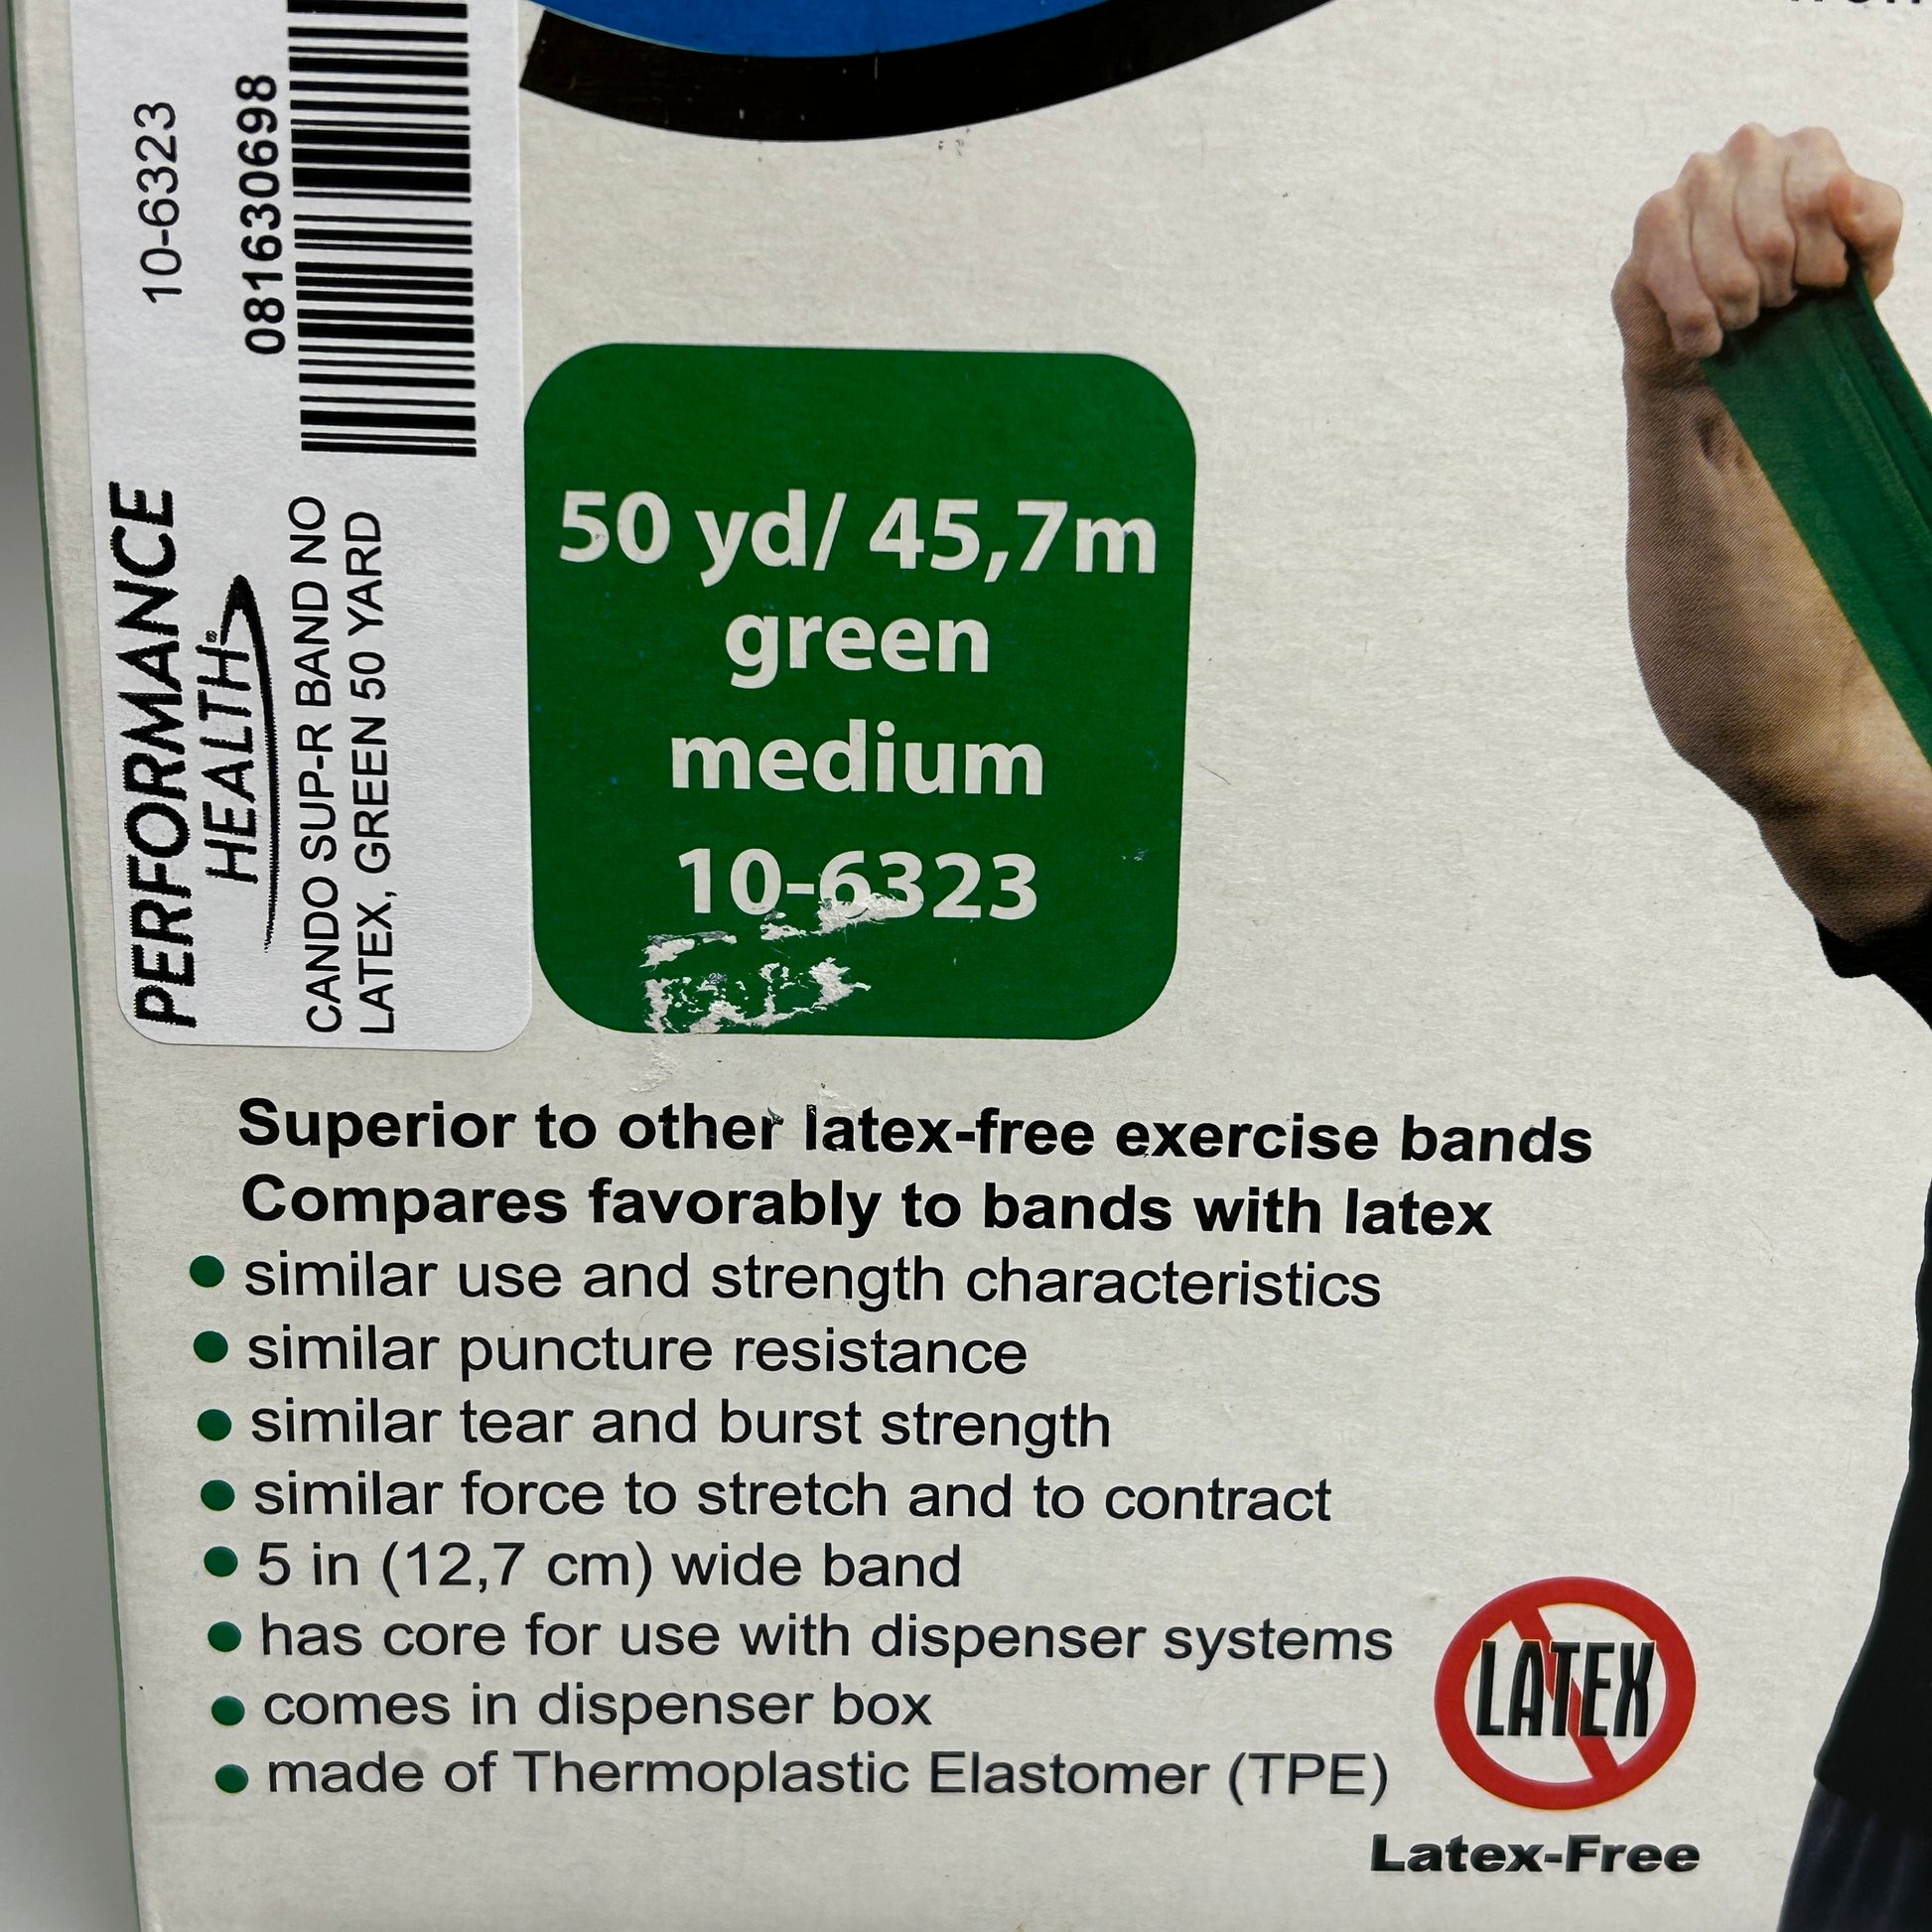 10-6323
081630698
PERFORMANCE
HEALTH®
CANDO SUP-R BAND NO
LATEX, GREEN 50 YARD
50 yd/ 45,7m
green
medium
10-6323
Superior to other latex-free exercise bands
Compares favorably to bands with latex
• similar use and strength characteristics
• similar puncture resistance
• similar tear and burst strength
• similar force to stretch and to contract
• 5 in (12,7 cm) wide band
• has core for use with dispenser systems
• comes in dispenser box
• made of Thermoplastic Elastomer (TPE)
LATEX
Latex-Free